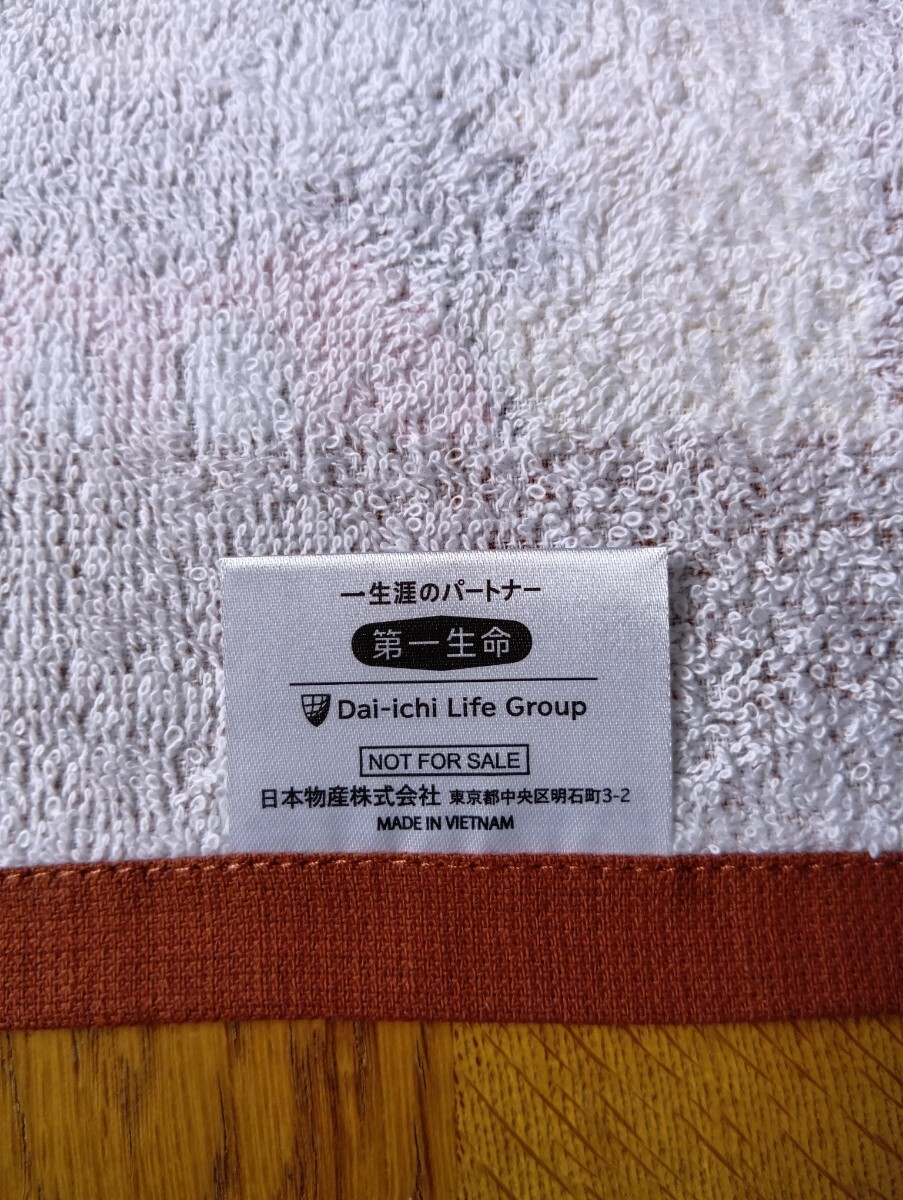 一生涯のパートナー
第一生命
Dai-ichi Life Group
NOT FOR SALE
日本物産株式会社 東京都中央区明石町3-2
MADE IN VIETNAM